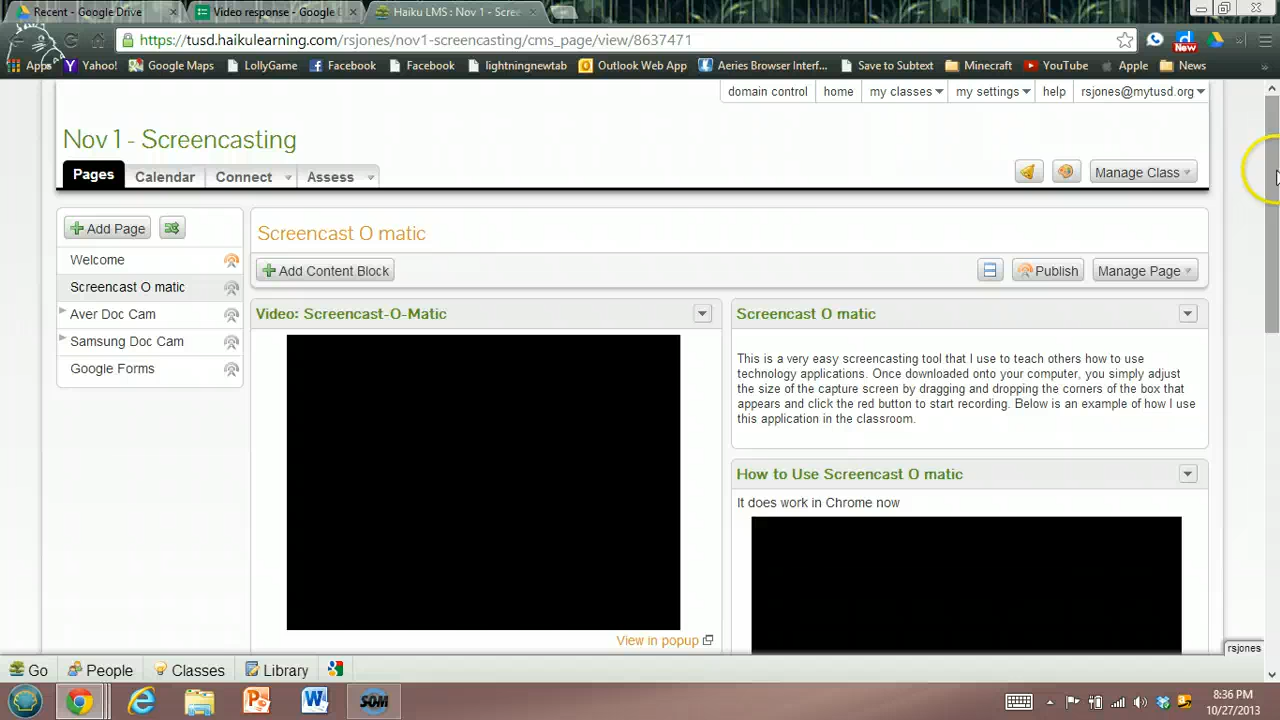 Recent - Google Drive
Video response - Google D
Haiku LMS : Nov 1 - Scree
https://tusd.haikulearning.com/rsjones/nov1-screencasting/cms_page/view/8637471
New
Apps Yahoo! Google Maps LollyGame Facebook Facebook lightningnewtab Outlook Web App Aeries Browser Interf... Save to Subtext Minecraft YouTube Apple News
domain control home my classes my settings help rsjones@mytusd.org
Nov 1 - Screencasting
Pages Calendar Connect Assess
Manage Class
Add Page
Welcome
Screencast O matic
Aver Doc Cam
Samsung Doc Cam
Google Forms
Screencast O matic
Add Content Block
Publish
Manage Page
Video: Screencast-O-Matic
View in popup
Screencast O matic
This is a very easy screencasting tool that I use to teach others how to use
technology applications. Once downloaded onto your computer, you simply adjust
the size of the capture screen by dragging and dropping the corners of the box that
appears and click the red button to start recording. Below is an example of how I use
this application in the classroom.
How to Use Screencast O matic
It does work in Chrome now
rsjones
Go People Classes Library
SOM
8:36 PM
10/27/2013